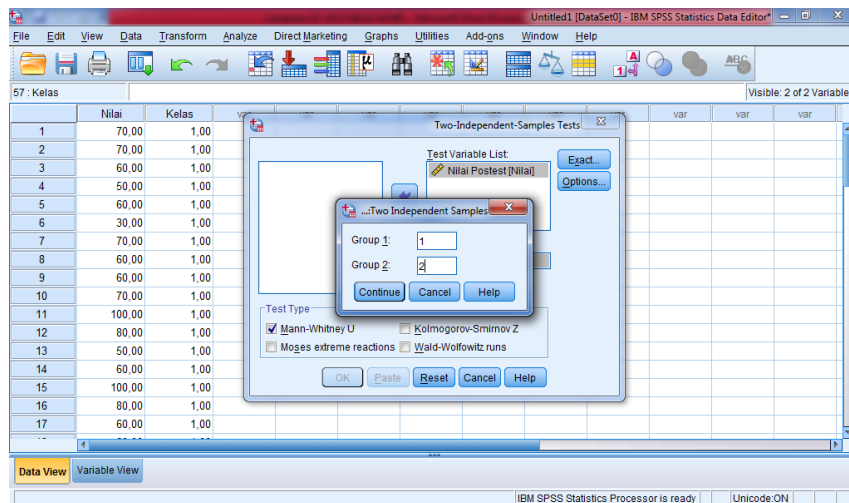 Untitled1 [DataSet0] - IBM SPSS Statistics Data Editor*
File Edit View Data Transform Analyze Direct Marketing Graphs Utilities Add-ons Window Help
57 : Kelas
Visible: 2 of 2 Variable
Nilai Kelas var var var
1 70,00 1,00
2 70,00 1,00
3 60,00 1,00
4 50,00 1,00
5 60,00 1,00
6 30,00 1,00
7 70,00 1,00
8 60,00 1,00
9 60,00 1,00
10 70,00 1,00
11 100,00 1,00
12 80,00 1,00
13 50,00 1,00
14 60,00 1,00
15 100,00 1,00
16 80,00 1,00
17 60,00 1,00
Two-Independent-Samples Tests
Test Variable List:
Nilai Postest [Nilai]
Exact...
Options...
...:Two Independent Samples
Group 1: 1
Group 2: 2
Continue Cancel Help
Test Type
Mann-Whitney U Kolmogorov-Smirnov Z
Moses extreme reactions Wald-Wolfowitz runs
OK Paste Reset Cancel Help
Data View Variable View
IBM SPSS Statistics Processor is ready Unicode:ON